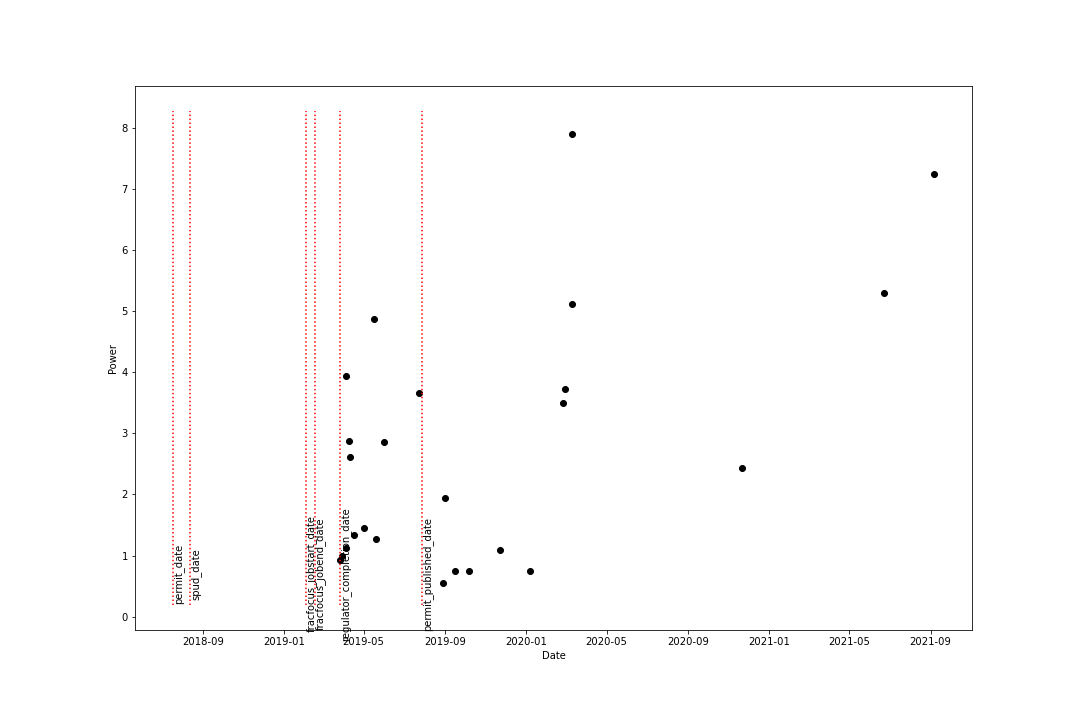 8
7
6
5
4
3
2
1
0
Power
permit_date
spud_date
fracfocus_jobstart_date
fracfocus_jobend_date
regulator_completion_date
permit_published_date
2018-09 2019-01 2019-05 2019-09 2020-01 2020-05 2020-09 2021-01 2021-05 2021-09
Date